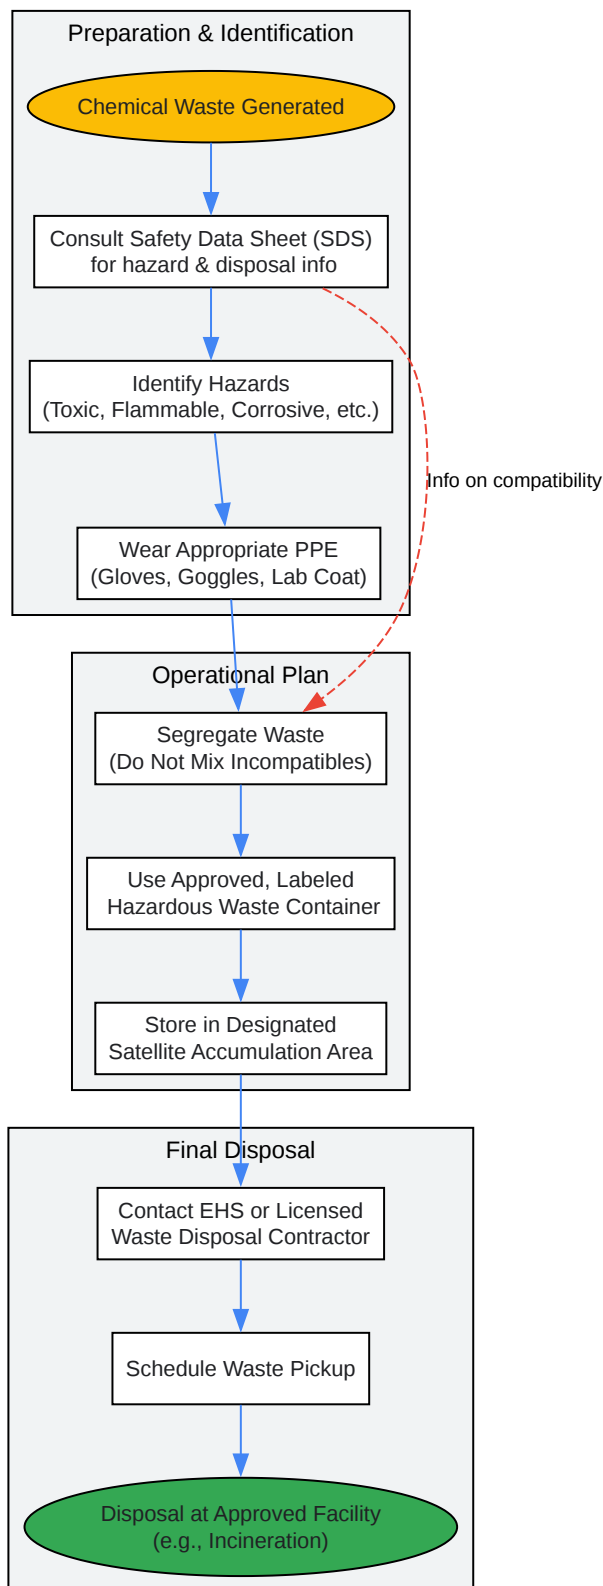 Preparation & Identification
Chemical Waste Generated
Consult Safety Data Sheet (SDS)
for hazard & disposal info
Identify Hazards
(Toxic, Flammable, Corrosive, etc.)
Info on compatibility
Wear Appropriate PPE
(Gloves, Goggles, Lab Coat)
Operational Plan
Segregate Waste
(Do Not Mix Incompatibles)
Use Approved, Labeled
Hazardous Waste Container
Store in Designated
Satellite Accumulation Area
Final Disposal
Contact EHS or Licensed
Waste Disposal Contractor
Schedule Waste Pickup
Disposal at Approved Facility
(e.g., Incineration)